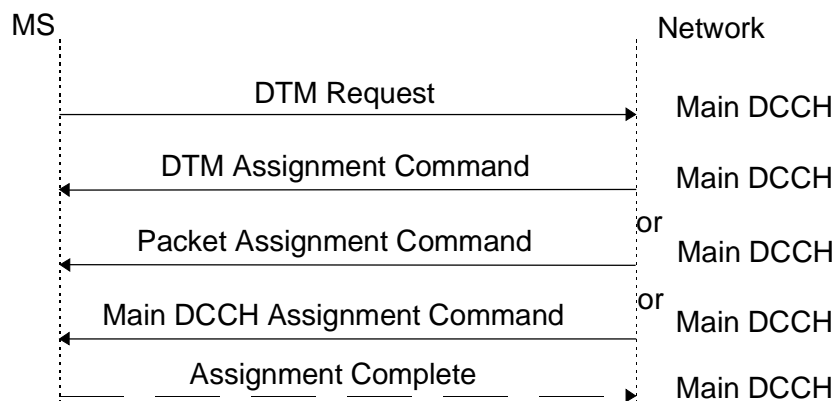 MS
Network
DTM Request
Main DCCH
DTM Assignment Command
Main DCCH
or
Packet Assignment Command
Main DCCH
or
Main DCCH Assignment Command
Main DCCH
Assignment Complete
Main DCCH